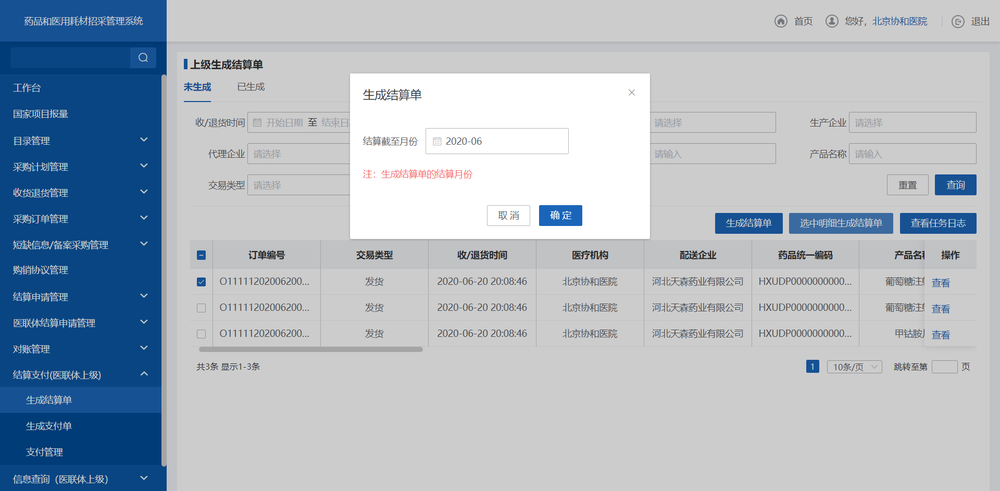 药品和医用耗材招采管理系统
首页
您好，北京协和医院
退出
工作台
国家项目报量
目录管理
采购计划管理
收货退货管理
采购订单管理
短缺信息/备案采购管理
购销协议管理
结算申请管理
医联体结算申请管理
对账管理
结算支付(医联体上级)
生成结算单
生成支付单
支付管理
信息查询（医联体上级）
上级生成结算单
未生成
已生成
收/退货时间 开始日期 至 结束日
请选择
生产企业 请选择
代理企业 请选择
请输入
产品名称 请输入
交易类型 请选择
重置 查询
生成结算单
结算截至月份 2020-06
注：生成结算单的结算月份
取消 确定
生成结算单 选中明细生成结算单 查看任务日志
订单编号 交易类型 收/退货时间 医疗机构 配送企业 药品统一编码 产品名 操作
O11111202006200... 发货 2020-06-20 20:08:46 北京协和医院 河北天森药业有限公司 HXUDP0000000000... 葡萄糖注 查看
O11111202006200... 发货 2020-06-20 20:08:46 北京协和医院 河北天森药业有限公司 HXUDP0000000000... 葡萄糖注 查看
O11111202006200... 发货 2020-06-20 20:08:46 北京协和医院 河北天森药业有限公司 HXUDP0000000000... 甲钴胺 查看
共3条 显示1-3条
1 10条/页 跳转至第 页